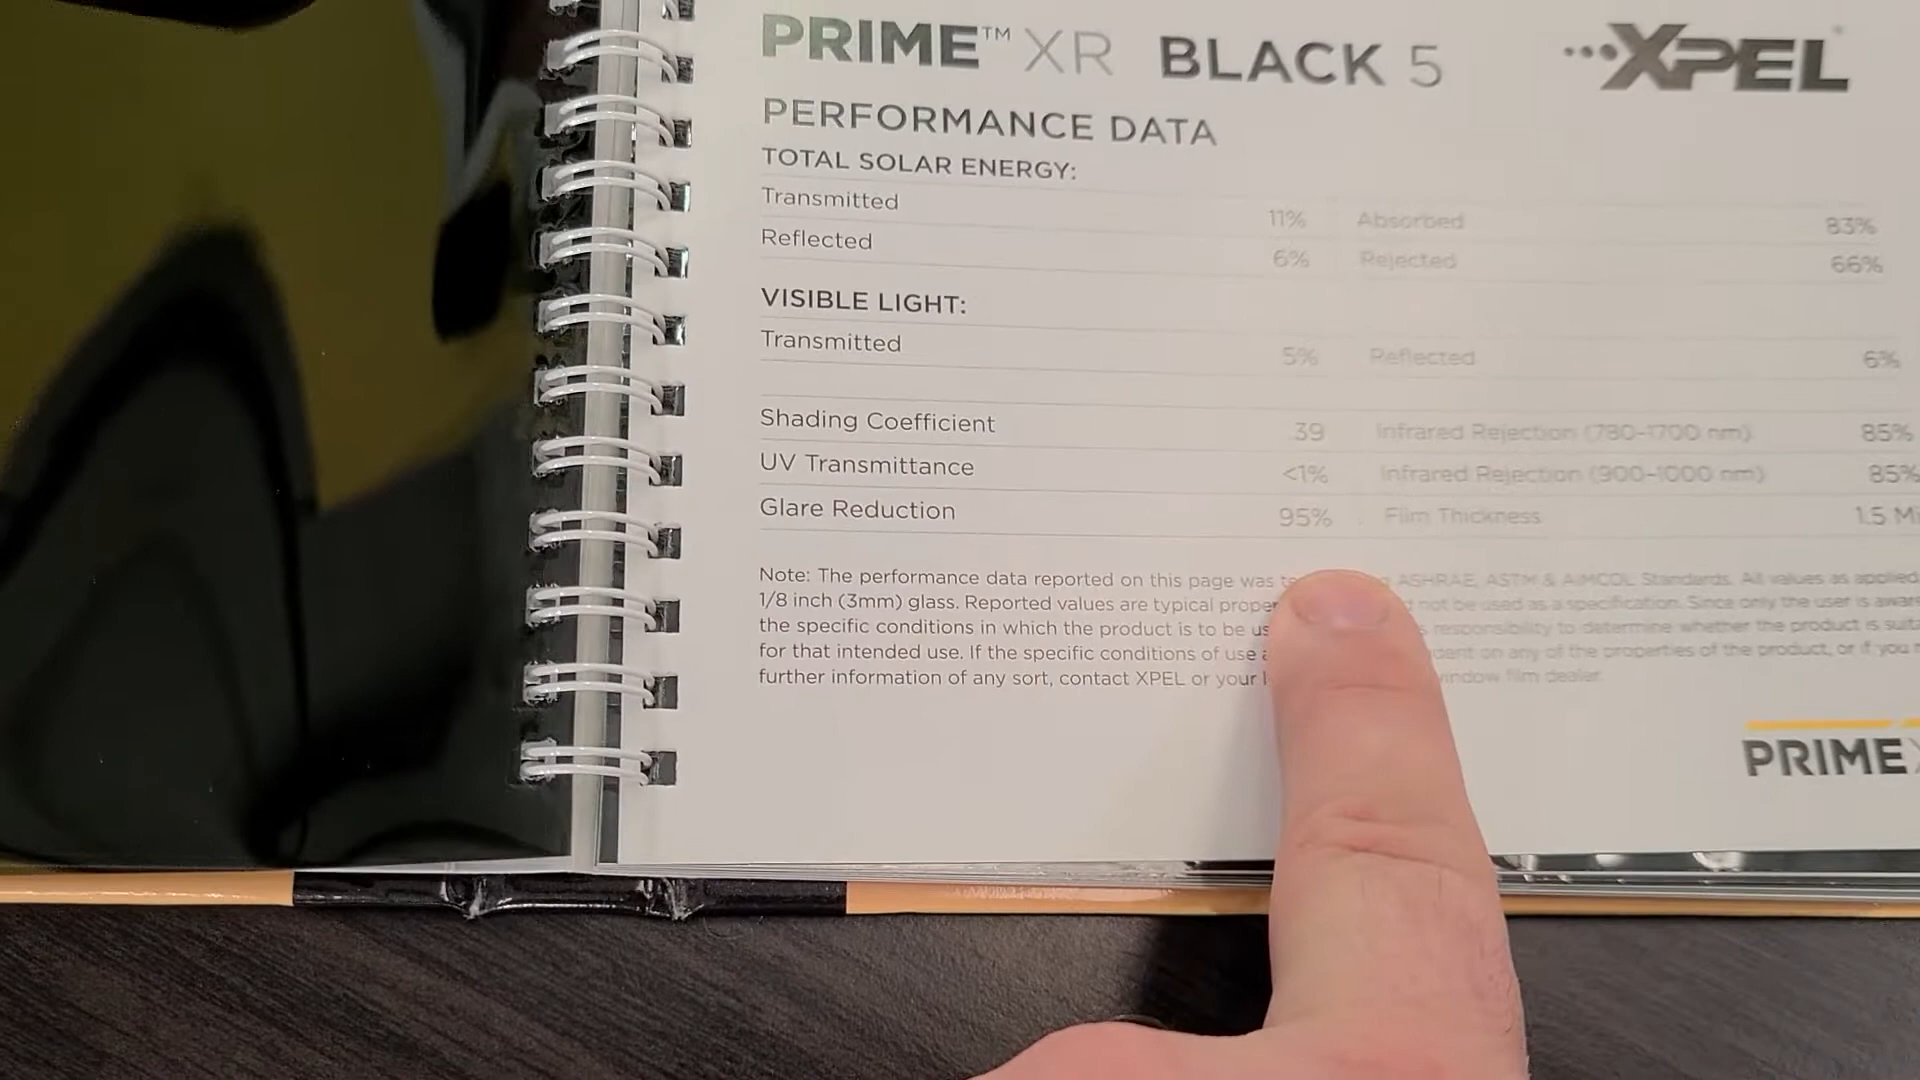 PRIME™ XR BLACK 5
XPEL
PERFORMANCE DATA
TOTAL SOLAR ENERGY:
Transmitted 11% Absorbed 83%
Reflected 6% Rejected 66%
VISIBLE LIGHT:
Transmitted 5% Reflected 6%
Shading Coefficient .39 Infrared Rejection (780-1700 nm) 85%
UV Transmittance <1% Infrared Rejection (900-1000 nm) 85%
Glare Reduction 95% Film Thickness 1.5
Note: The performance data reported on this page was ASHRAE, ASTM & AIMCOL Standards. All values as applied
1/8 inch (3mm) glass. Reported values are typical not be used as a specification. Since only the user is
the specific conditions in which the product is to be responsibility to determine whether the product is
for that intended use. If the specific conditions of use on any of the properties of the product, or if you
further information of any sort, contact XPEL or your window film dealer.
PRIME